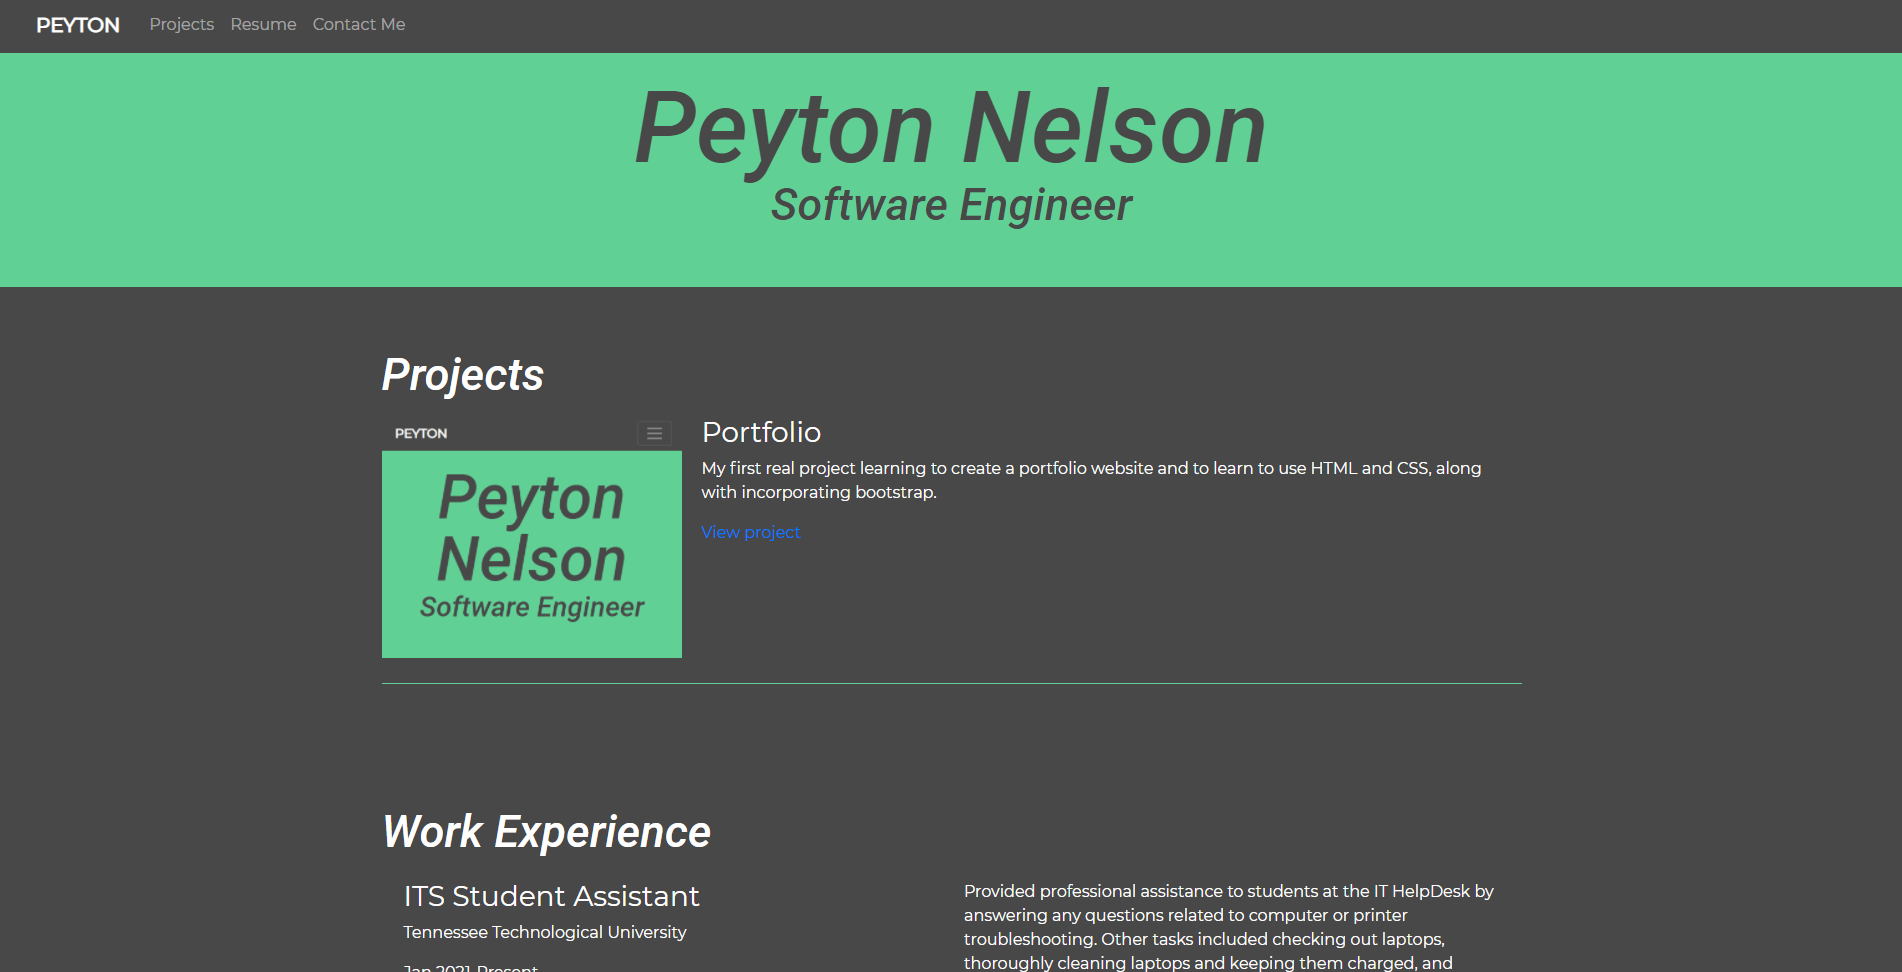 PEYTON Projects Resume Contact Me
Peyton Nelson
Software Engineer
Projects
PEYTON
Peyton
Nelson
Software Engineer
Portfolio
My first real project learning to create a portfolio website and to learn to use HTML and CSS, along
with incorporating bootstrap.
View project
Work Experience
ITS Student Assistant
Tennessee Technological University
Jan 2021-Present
Provided professional assistance to students at the IT HelpDesk by
answering any questions related to computer or printer
troubleshooting. Other tasks included checking out laptops,
thoroughly cleaning laptops and keeping them charged, and